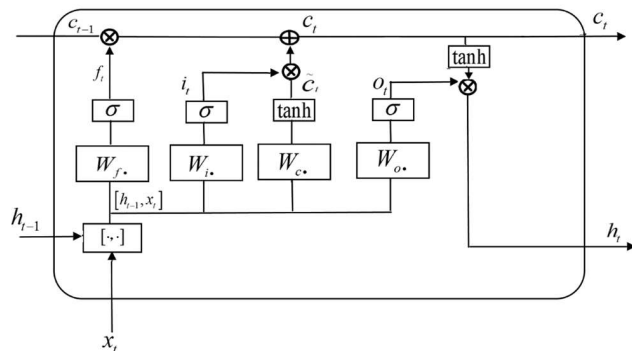 c_{t-1} c_t c_t
tanh
f_t i_t c̃_t o_t
σ σ tanh σ
W_{f•} W_{i•} W_{c•} W_{o•}
[h_{t-1}, x_t]
h_{t-1} [·,·] h_t
x_t